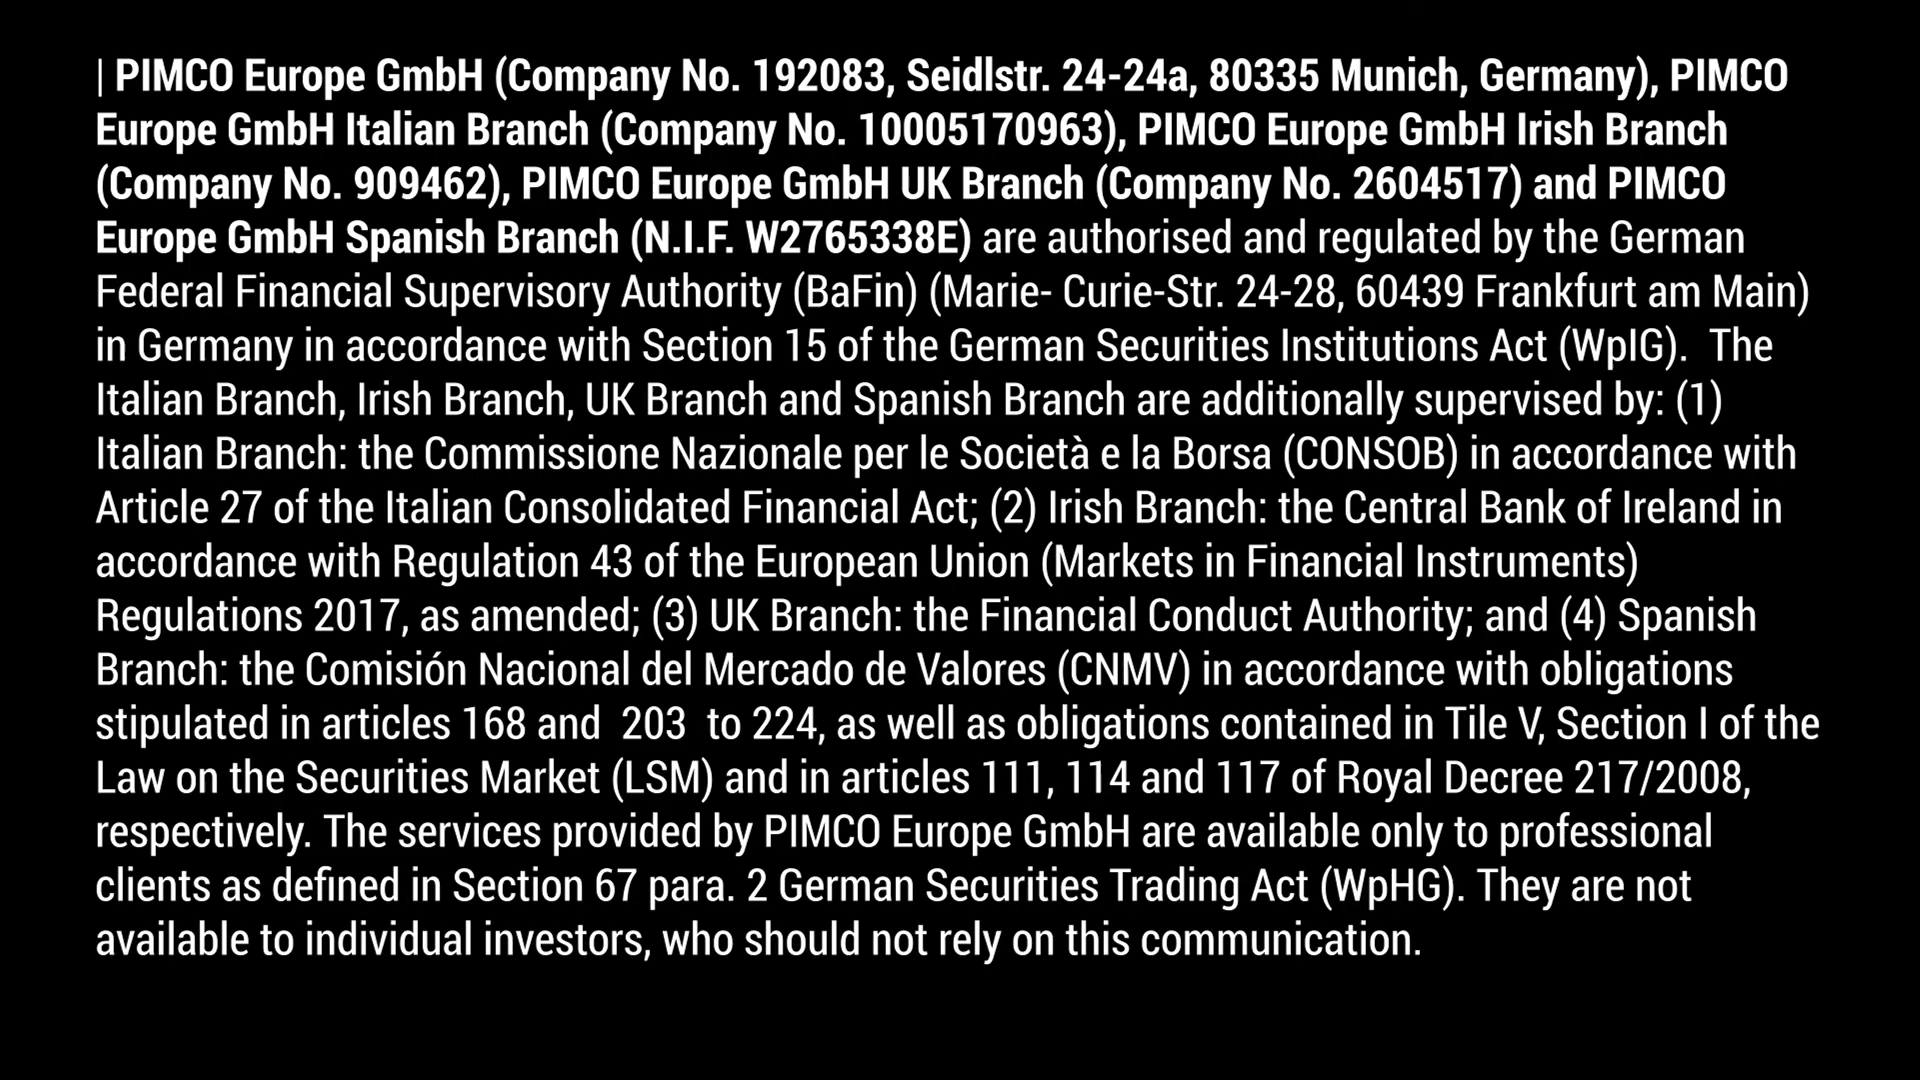 | PIMCO Europe GmbH (Company No. 192083, Seidlstr. 24-24a, 80335 Munich, Germany), PIMCO
Europe GmbH Italian Branch (Company No. 10005170963), PIMCO Europe GmbH Irish Branch
(Company No. 909462), PIMCO Europe GmbH UK Branch (Company No. 2604517) and PIMCO
Europe GmbH Spanish Branch (N.I.F. W2765338E) are authorised and regulated by the German
Federal Financial Supervisory Authority (BaFin) (Marie- Curie-Str. 24-28, 60439 Frankfurt am Main)
in Germany in accordance with Section 15 of the German Securities Institutions Act (WpIG).  The
Italian Branch, Irish Branch, UK Branch and Spanish Branch are additionally supervised by: (1)
Italian Branch: the Commissione Nazionale per le Società e la Borsa (CONSOB) in accordance with
Article 27 of the Italian Consolidated Financial Act; (2) Irish Branch: the Central Bank of Ireland in
accordance with Regulation 43 of the European Union (Markets in Financial Instruments)
Regulations 2017, as amended; (3) UK Branch: the Financial Conduct Authority; and (4) Spanish
Branch: the Comisión Nacional del Mercado de Valores (CNMV) in accordance with obligations
stipulated in articles 168 and  203  to 224, as well as obligations contained in Tile V, Section I of the
Law on the Securities Market (LSM) and in articles 111, 114 and 117 of Royal Decree 217/2008,
respectively. The services provided by PIMCO Europe GmbH are available only to professional
clients as defined in Section 67 para. 2 German Securities Trading Act (WpHG). They are not
available to individual investors, who should not rely on this communication.